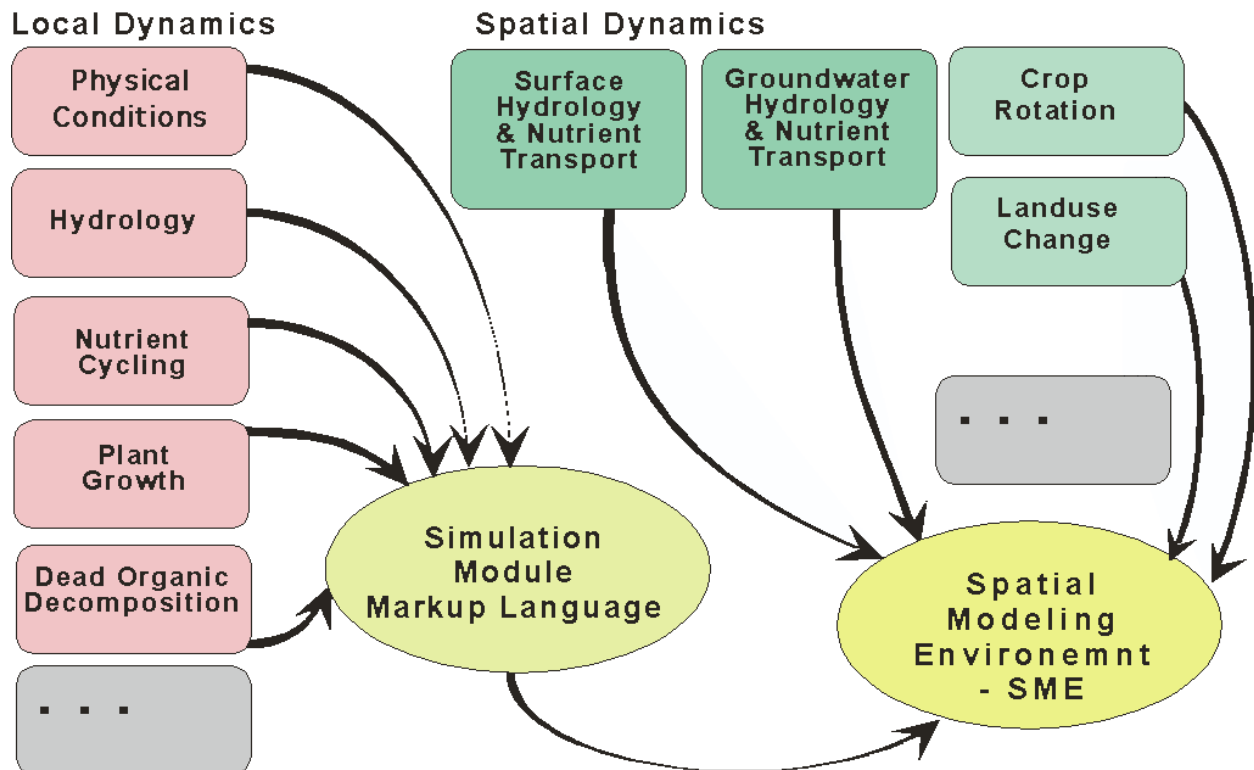 Local Dynamics
Physical
Conditions
Hydrology
Nutrient
Cycling
Plant
Growth
Dead Organic
Decomposition
. . .
Simulation
Module
Markup Language
Spatial Dynamics
Surface
Hydrology
& Nutrient
Transport
Groundwater
Hydrology
& Nutrient
Transport
Crop
Rotation
Landuse
Change
. . .
Spatial
Modeling
Environemnt
- SME